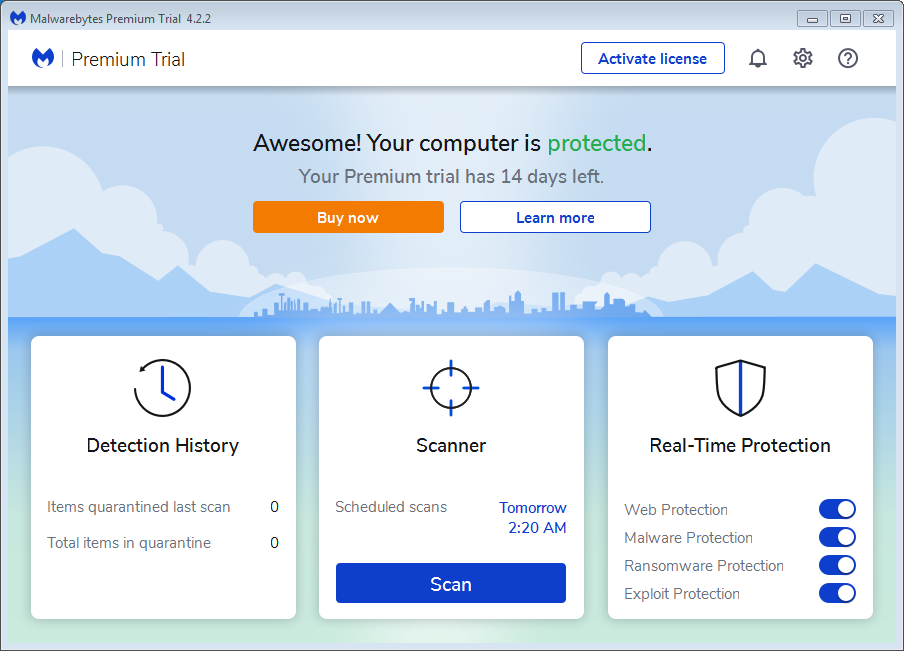 Malwarebytes Premium Trial 4.2.2
Premium Trial
Activate license
Awesome! Your computer is protected.
Your Premium trial has 14 days left.
Buy now
Learn more
Detection History
Items quarantined last scan 0
Total items in quarantine 0
Scanner
Scheduled scans Tomorrow
2:20 AM
Scan
Real-Time Protection
Web Protection
Malware Protection
Ransomware Protection
Exploit Protection